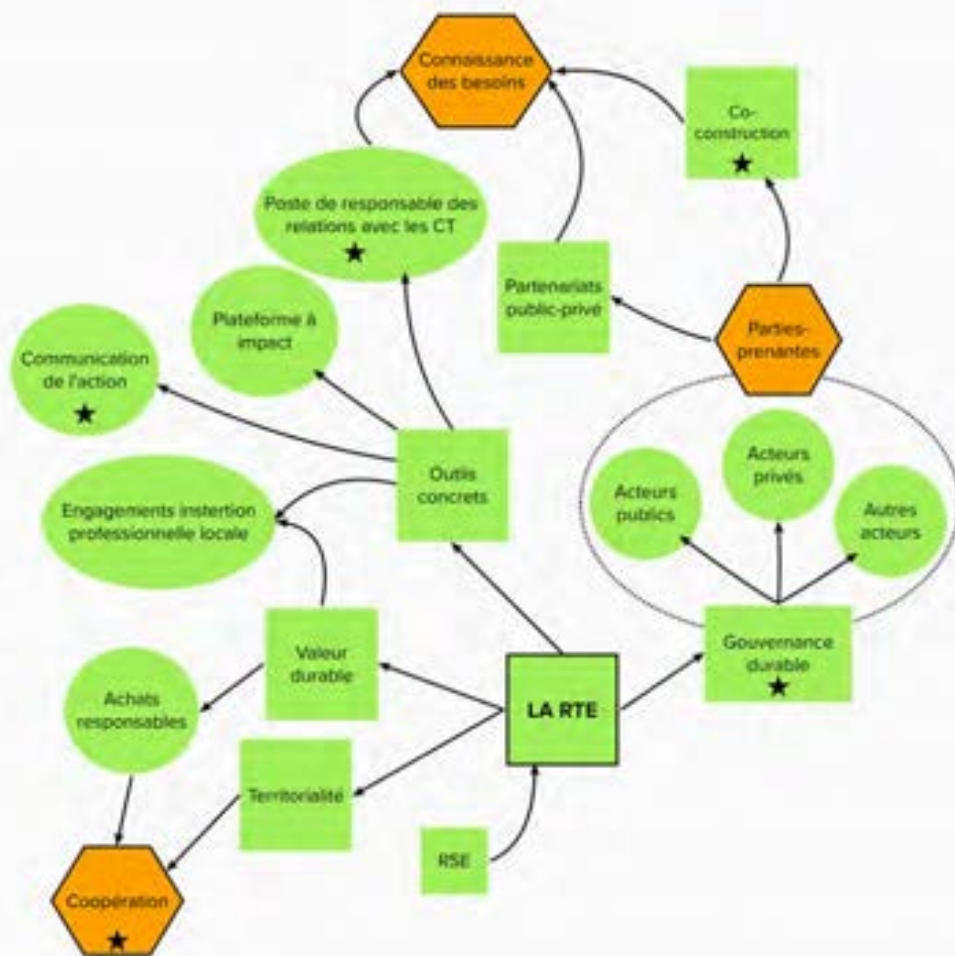 Connaissance
des besoins
Co-
construction
Poste de responsable des
relations avec les CT
Plateforme à
impact
Partenariats
public-privé
Parties-
prenantes
Communication
de l'action
Outils
concrets
Acteurs
privés
Acteurs
publics
Autres
acteurs
Engagements instertion
professionnelle locale
Valeur
durable
Gouvernance
durable
Achats
responsables
LA RTE
Territorialité
RSE
Coopération